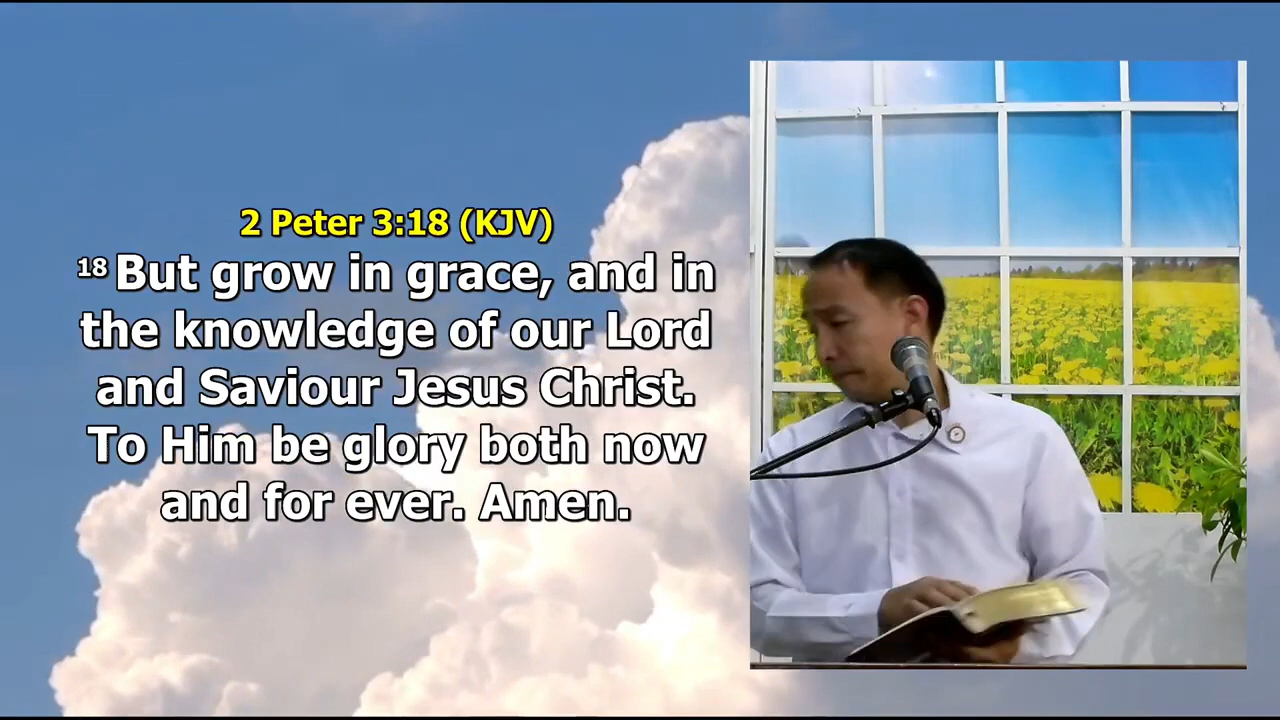 2 Peter 3:18 (KJV)
18 But grow in grace, and in
the knowledge of our Lord
and Saviour Jesus Christ.
To Him be glory both now
and for ever. Amen.